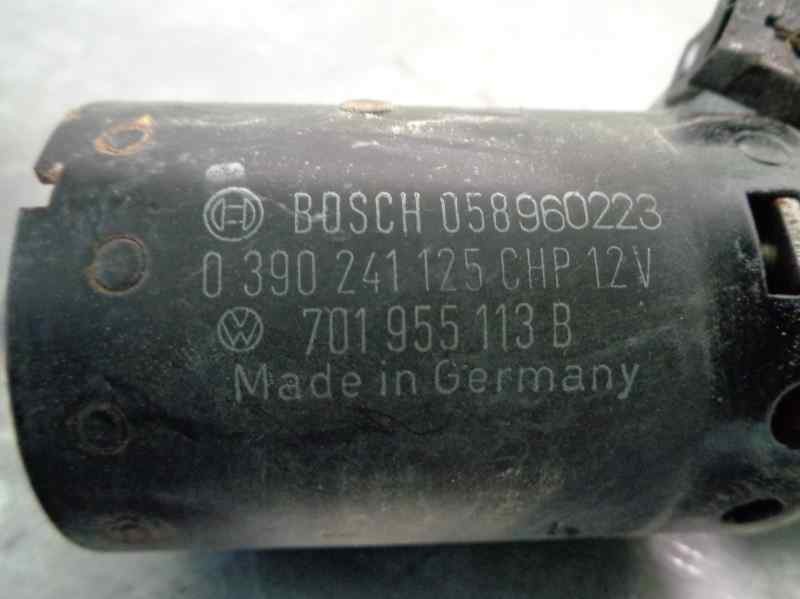 BOSCH 058960223
0 390 241 125 CHP 12V
701 955 113 B
Made in Germany